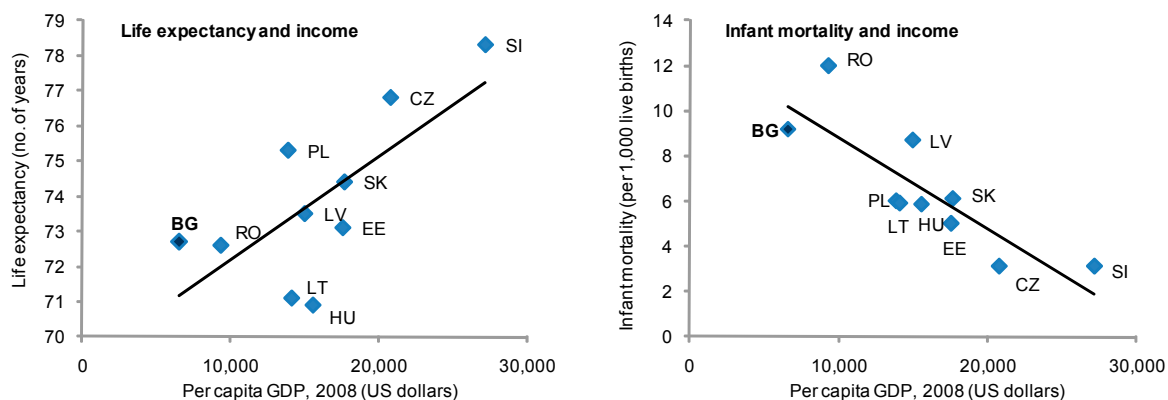 Life expectancy and income
Life expectancy (no. of years)
79
78
77
76
75
74
73
72
71
70
SI
CZ
PL
SK
LV
EE
BG
RO
LT
HU
0
10,000
20,000
30,000
Per capita GDP, 2008 (US dollars)
Infant mortality and income
Infant mortality (per 1,000 live births)
14
12
10
8
6
4
2
0
RO
BG
LV
PL
SK
LT
HU
EE
CZ
SI
0
10,000
20,000
30,000
Per capita GDP, 2008 (US dollars)